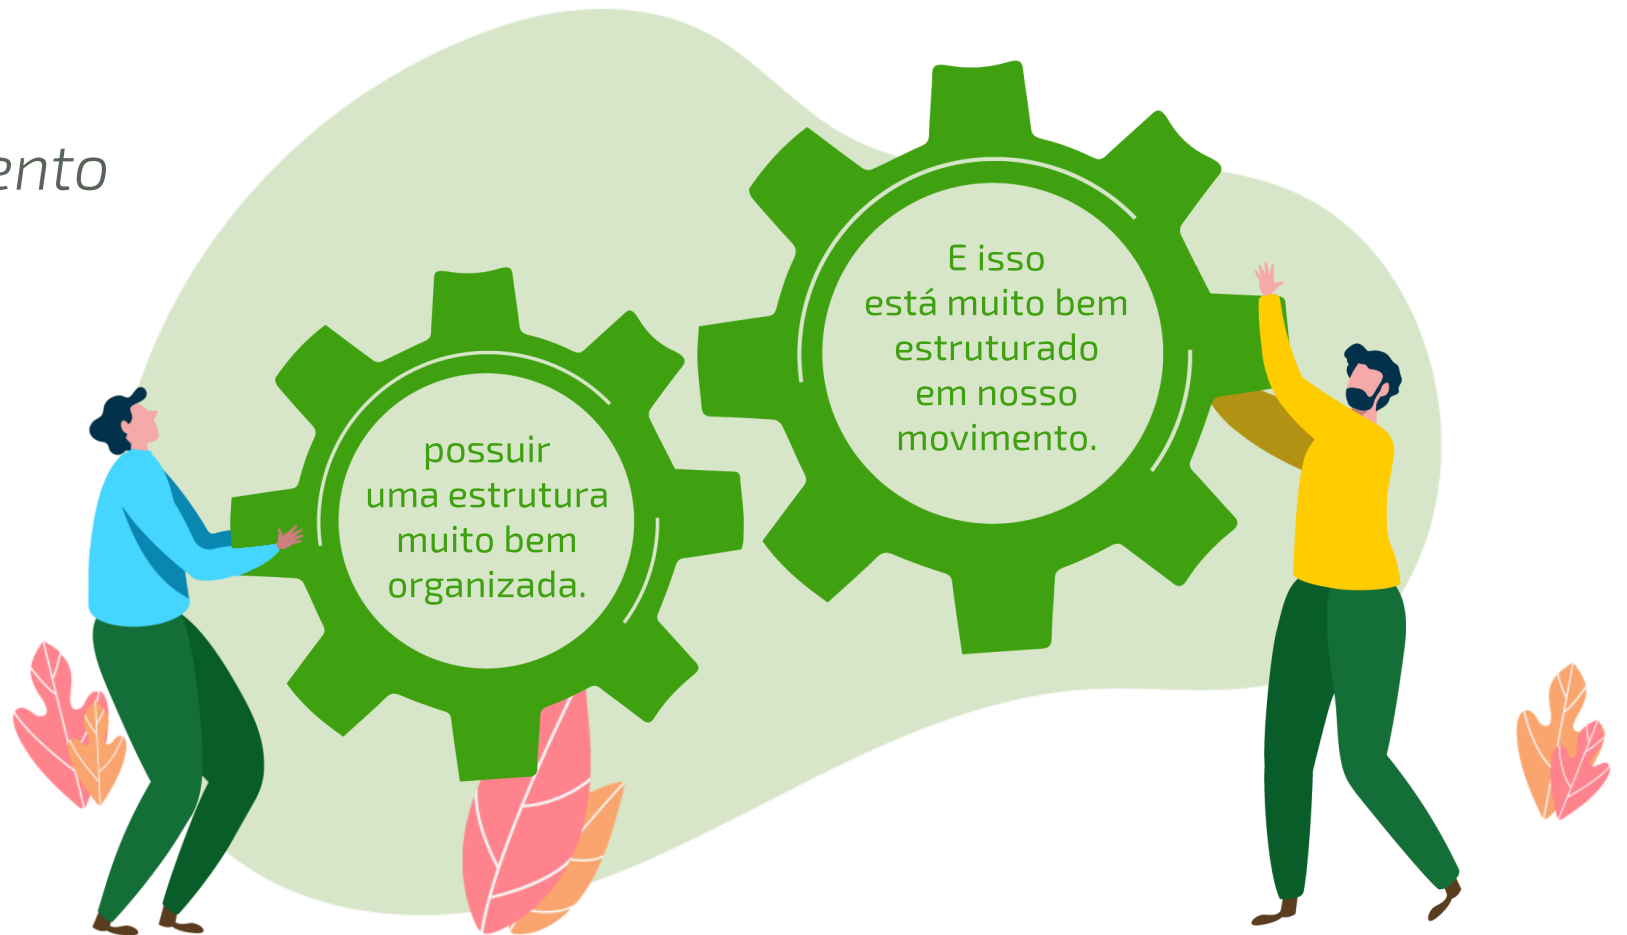 ento
possuir
uma estrutura
muito bem
organizada.
E isso
está muito bem
estruturado
em nosso
movimento.